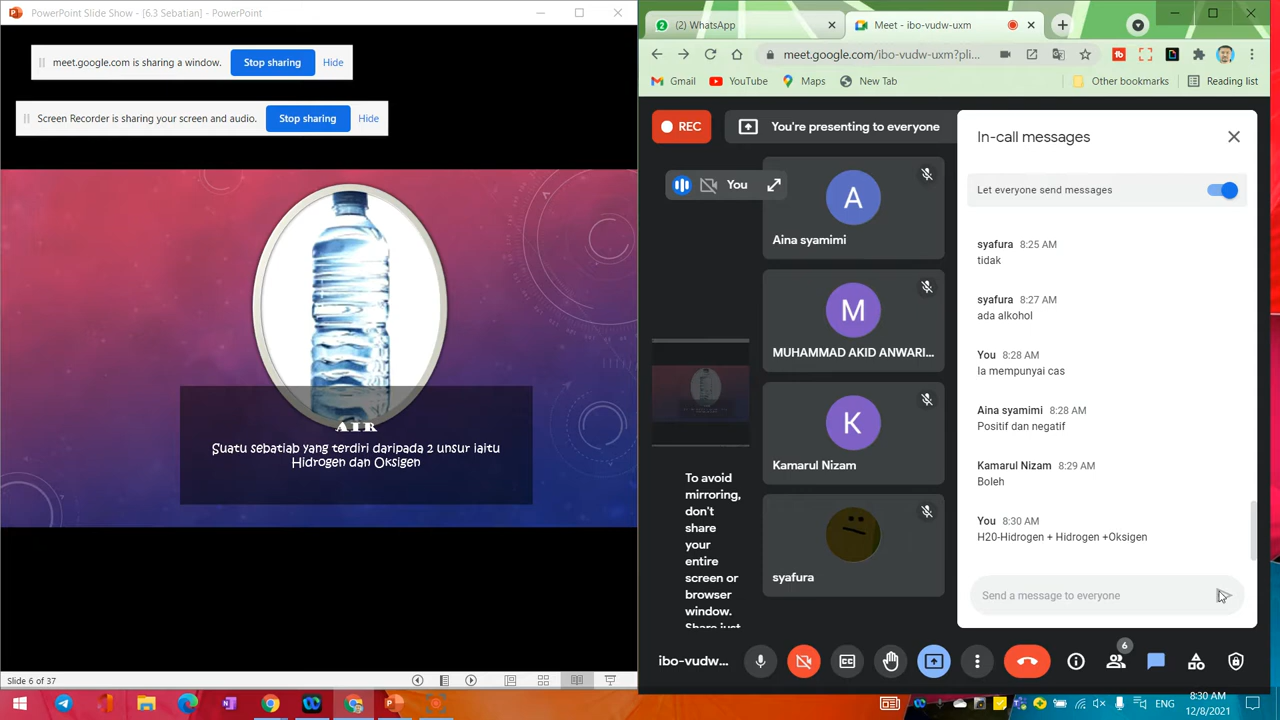 PowerPoint Slide Show - [6.3 Sebatian] - PowerPoint
meet.google.com is sharing a window.
Stop sharing
Hide
Screen Recorder is sharing your screen and audio.
Stop sharing
Hide
AIR
Suatu sebatiab yang terdiri daripada 2 unsur iaitu
Hidrogen dan Oksigen
Slide 6 of 37
(2) WhatsApp
Meet - ibo-vudw-uxm
meet.google.com/ibo-vudw-uxm?pli...
Gmail
YouTube
Maps
New Tab
Other bookmarks
Reading list
REC
You're presenting to everyone
You
A
Aina syamimi
M
MUHAMMAD AKID ANWARI...
K
Kamarul Nizam
syafura
To avoid
mirroring,
don't
share
your
entire
screen or
browser
window.
Share just
In-call messages
Let everyone send messages
syafura 8:25 AM
tidak
syafura 8:27 AM
ada alkohol
You 8:28 AM
Ia mempunyai cas
Aina syamimi 8:28 AM
Positif dan negatif
Kamarul Nizam 8:29 AM
Boleh
You 8:30 AM
H20-Hidrogen + Hidrogen +Oksigen
Send a message to everyone
ibo-vudw...
6
8:30 AM
ENG
12/8/2021